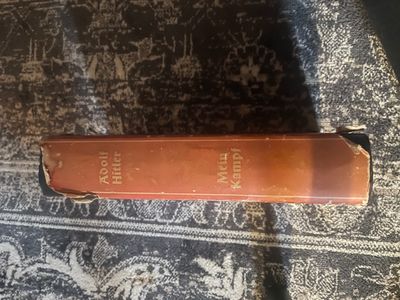 Adolf
Hitler
Mein
Kampf